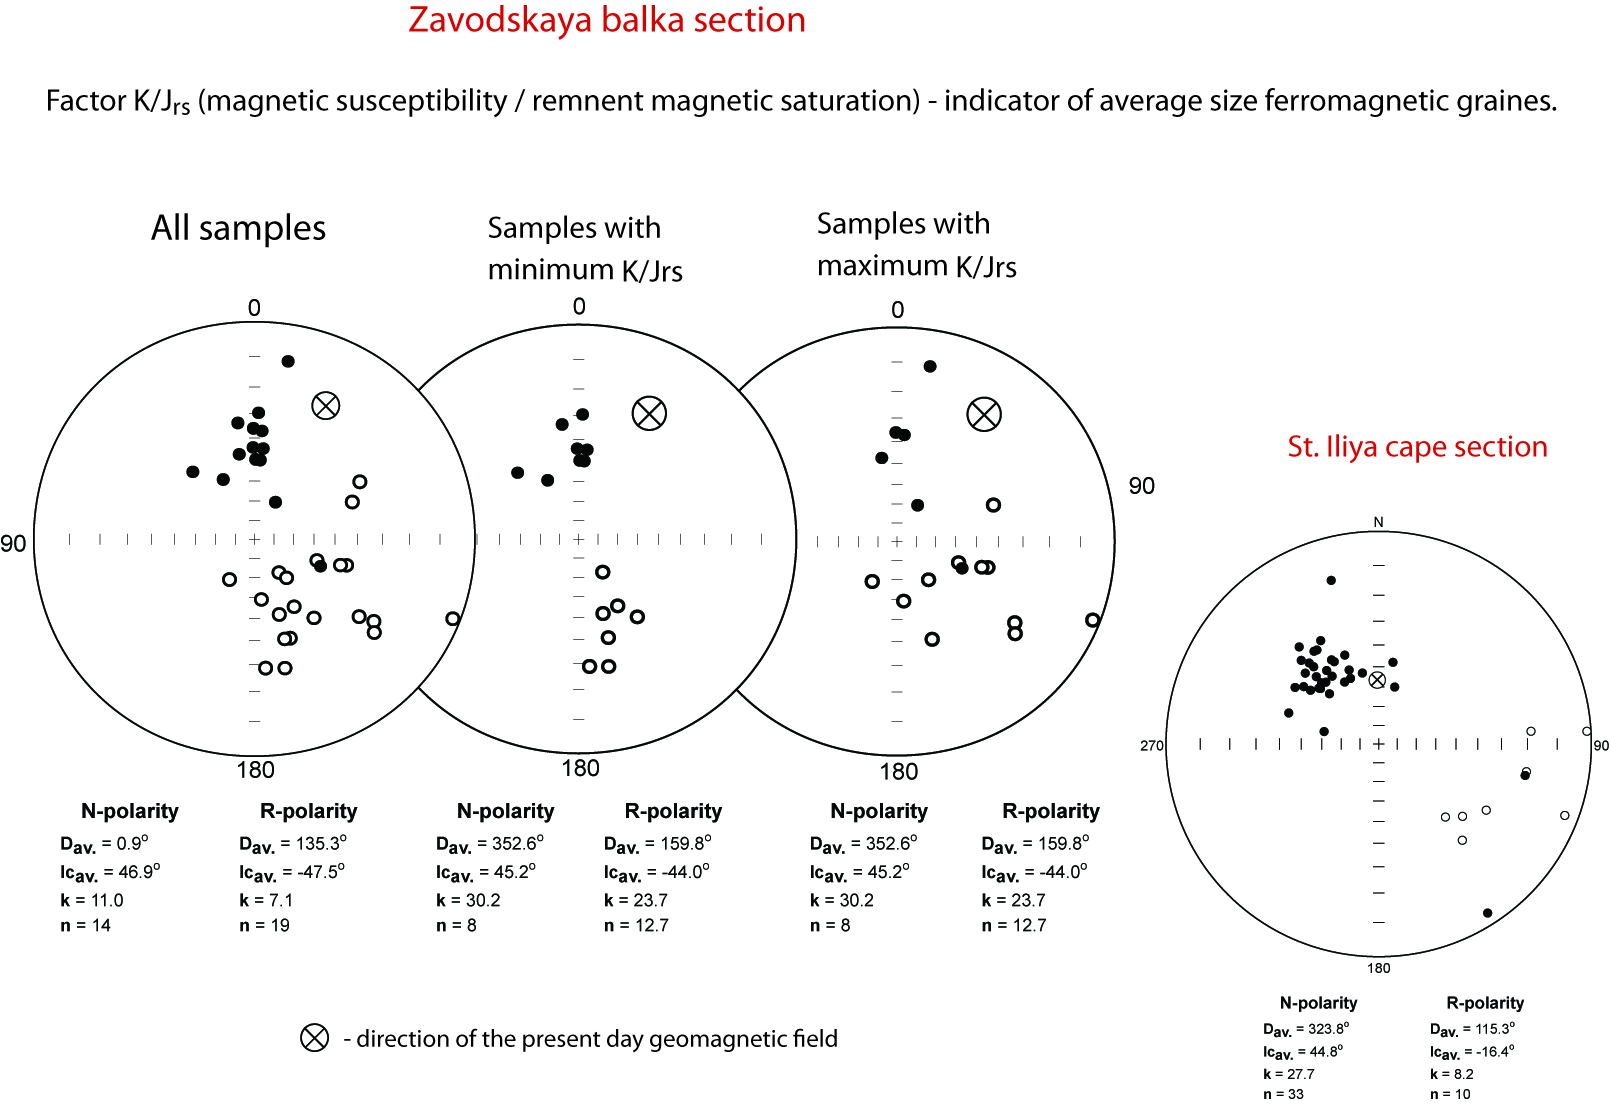 Zavodskaya balka section
Factor K/Jrs (magnetic susceptibility / remnent magnetic saturation) - indicator of average size ferromagnetic graines.
All samples
Samples with
minimum K/Jrs
Samples with
maximum K/Jrs
0
0
0
90
90
180
180
180
St. Iliya cape section
N
270
90
180
N-polarity R-polarity N-polarity R-polarity N-polarity R-polarity
Dav. = 0.9° Dav. = 135.3° Dav. = 352.6° Dav. = 159.8° Dav. = 352.6° Dav. = 159.8°
Icav. = 46.9° Icav. = -47.5° Icav. = 45.2° Icav. = -44.0° Icav. = 45.2° Icav. = -44.0°
k = 11.0 k = 7.1 k = 30.2 k = 23.7 k = 30.2 k = 23.7
n = 14 n = 19 n = 8 n = 12.7 n = 8 n = 12.7
N-polarity R-polarity
Dav. = 323.8° Dav. = 115.3°
Icav. = 44.8° Icav. = -16.4°
k = 27.7 k = 8.2
n = 33 n = 10
- direction of the present day geomagnetic field